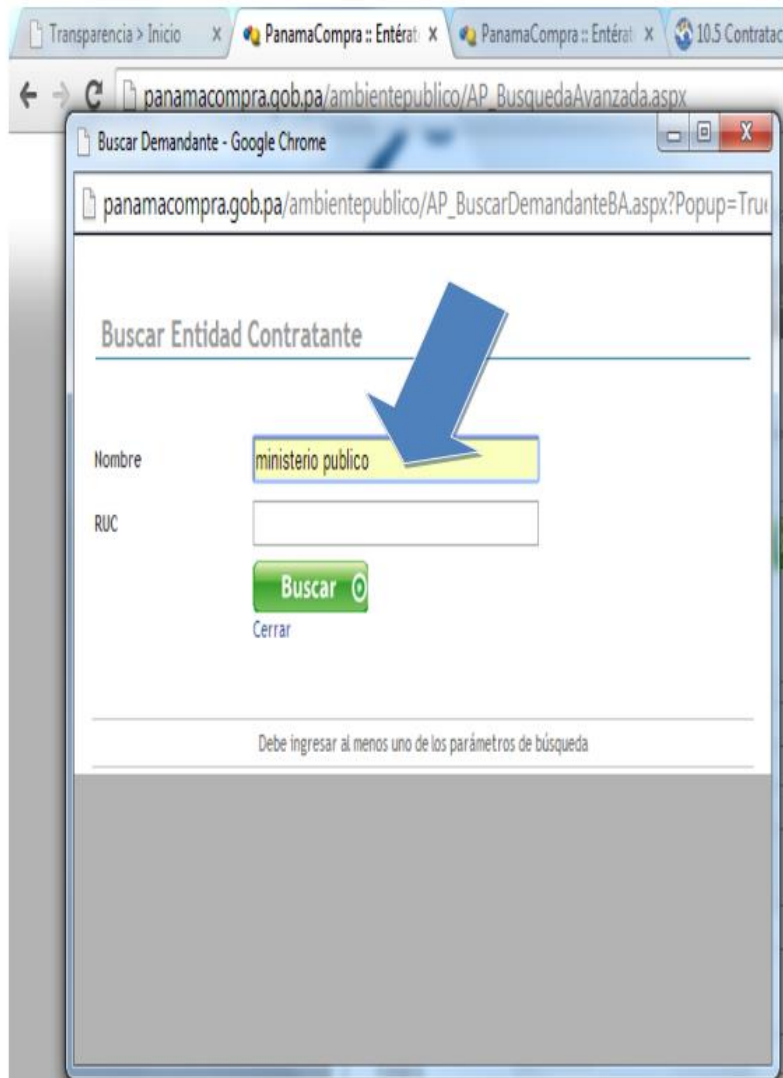 Transparencia > Inicio x PanamaCompra :: Entérat x PanamaCompra :: Entérat x 10.5 Contratac
panamacompra.gob.pa/ambientepublico/AP_BusquedaAvanzada.aspx
Buscar Demandante - Google Chrome
panamacompra.gob.pa/ambientepublico/AP_BuscarDemandanteBA.aspx?Popup=True
Buscar Entidad Contratante
Nombre ministerio publico
RUC
Buscar
Cerrar
Debe ingresar al menos uno de los parámetros de búsqueda